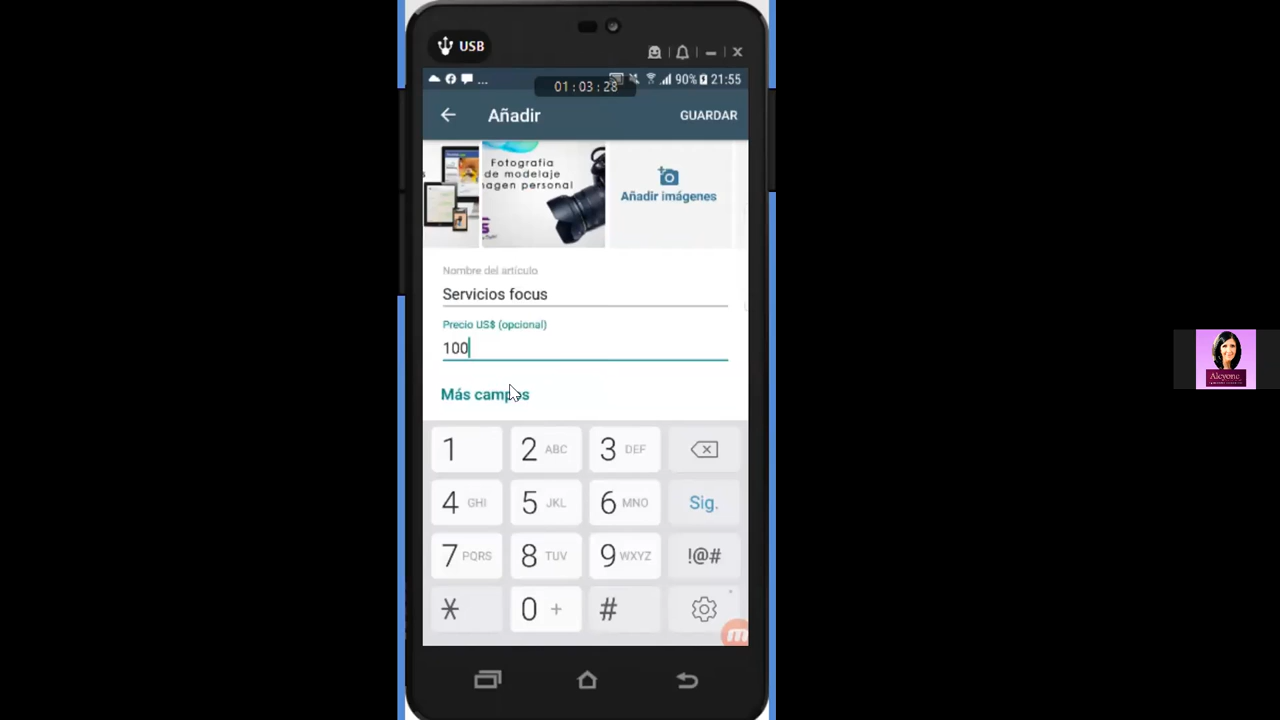 USB
... 90% 21:55
01 : 03 : 28
Añadir GUARDAR
s
Fotografía
de modelaje
magen personal
S
Añadir imágenes
Nombre del artículo
Servicios focus
Precio US$ (opcional)
100
Más campos
1 2 ABC 3 DEF
4 GHI 5 JKL 6 MNO Sig.
7 PQRS 8 TUV 9 WXYZ !@#
* 0 + #
Alcyone